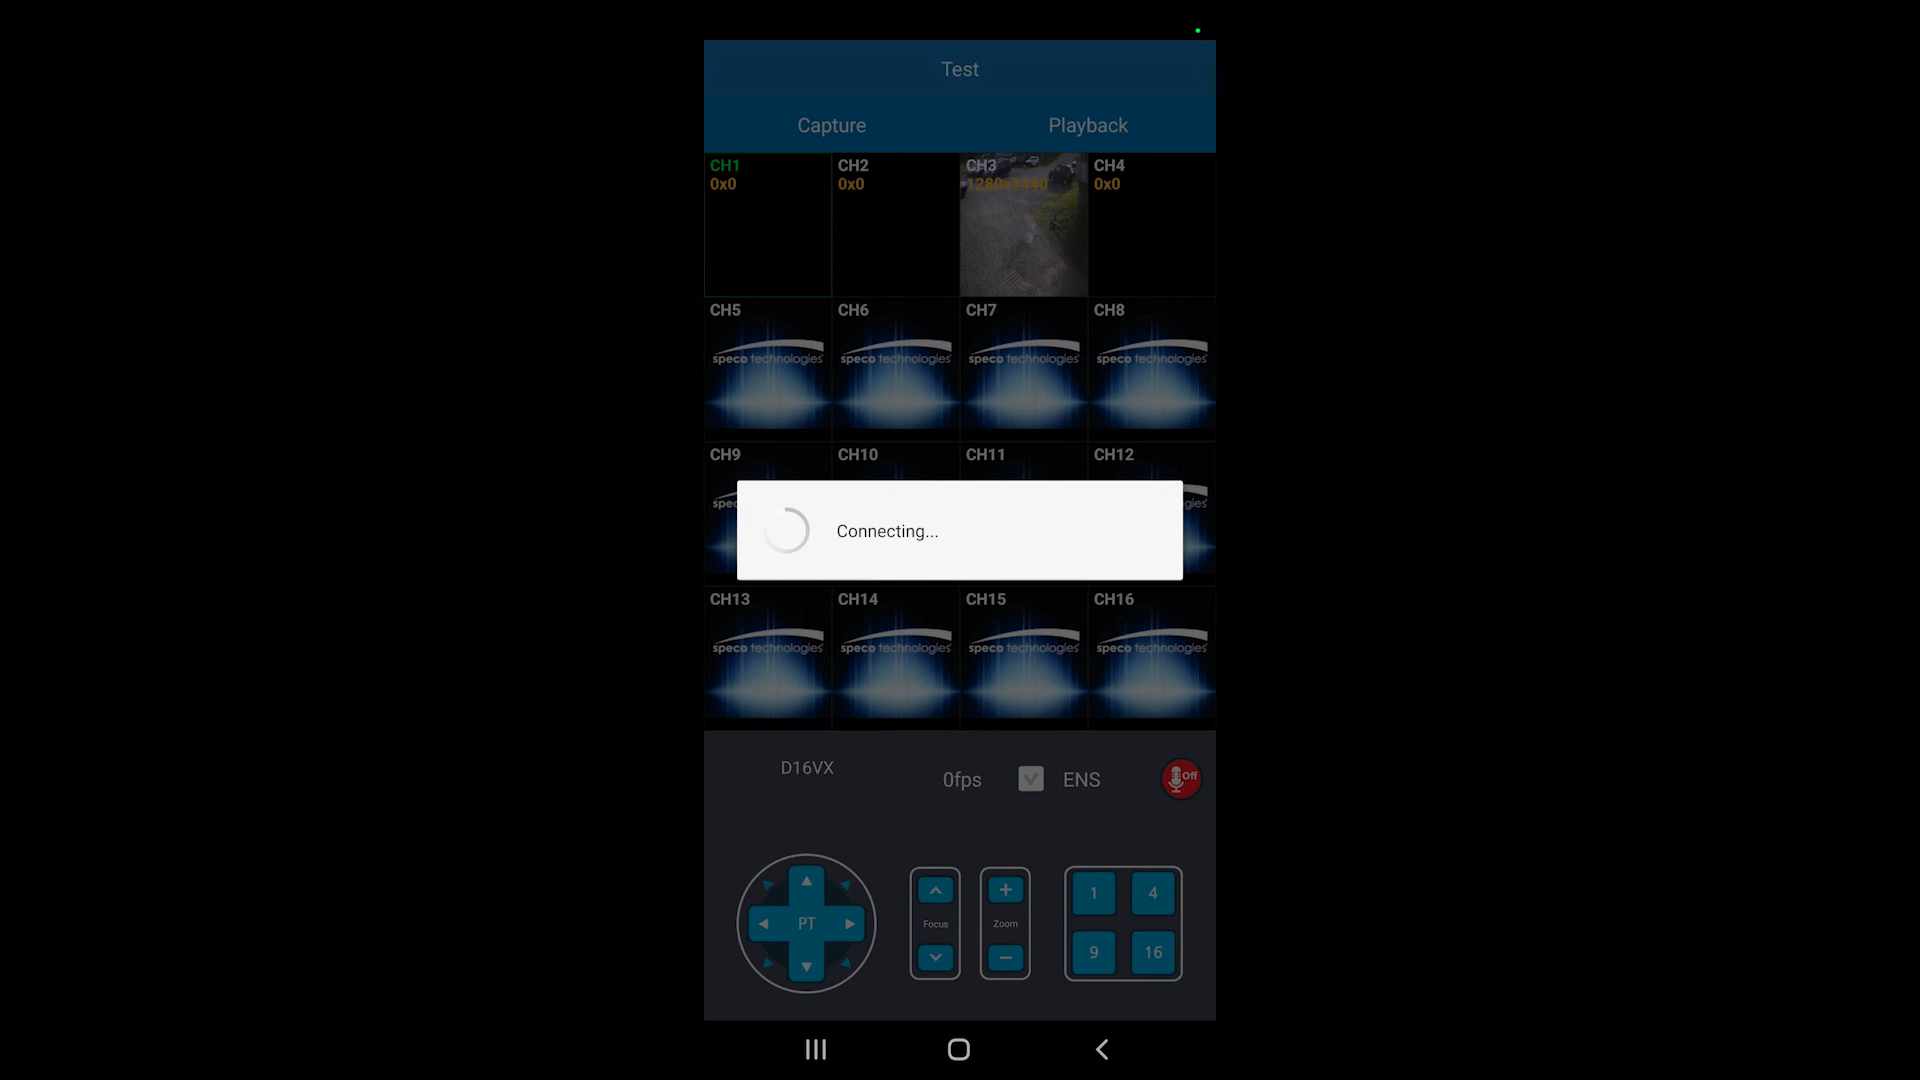 Test
Capture Playback
CH1 CH2 CH3 CH4
0x0 0x0 1280x1440 0x0
CH5 CH6 CH7 CH8
speco technologies speco technologies speco technologies speco technologies
CH9 CH10 CH11 CH12
Connecting...
CH13 CH14 CH15 CH16
speco technologies speco technologies speco technologies speco technologies
D16VX 0fps ENS Off
1 4
PT Focus Zoom
9 16